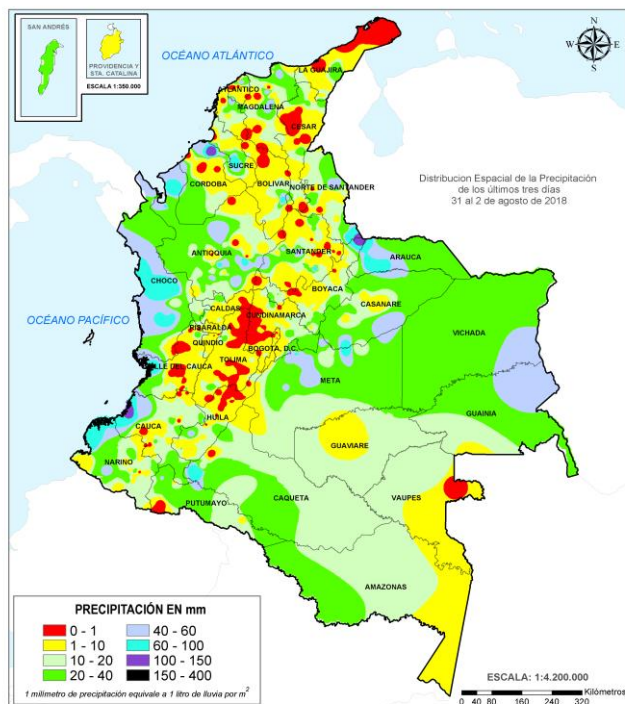 SAN ANDRÉS
PROVIDENCIA Y
STA. CATALINA
ESCALA 1:350.000
OCÉANO ATLÁNTICO
N
W E
S
LA GUAJIRA
ATLÁNTICO
MAGDALENA
CESAR
SUCRE
CORDOBA
BOLIVAR
NORTE DE SANTANDER
Distribucion Espacial de la Precipitación
de los últimos tres días
31 al 2 de agosto de 2018
ANTIOQUIA
SANTANDER
ARAUCA
CHOCO
BOYACA
CASANARE
OCÉANO PACÍFICO
CALDAS
CUNDINAMARCA
VICHADA
RISARALDA
QUINDIO
BOGOTA, D.C.
TOLIMA
VALLE DEL CAUCA
META
GUAINIA
HUILA
CAUCA
GUAVIARE
NARIÑO
PUTUMAYO
CAQUETA
VAUPES
AMAZONAS
PRECIPITACIÓN EN mm
0 - 1 40 - 60
1 - 10 60 - 100
10 - 20 100 - 150
20 - 40 150 - 400
1 milimetro de precipitación equivale a 1 litro de lluvia por m²
ESCALA: 1:4.200.000
Kilómetros
0 40 80 160 240 320